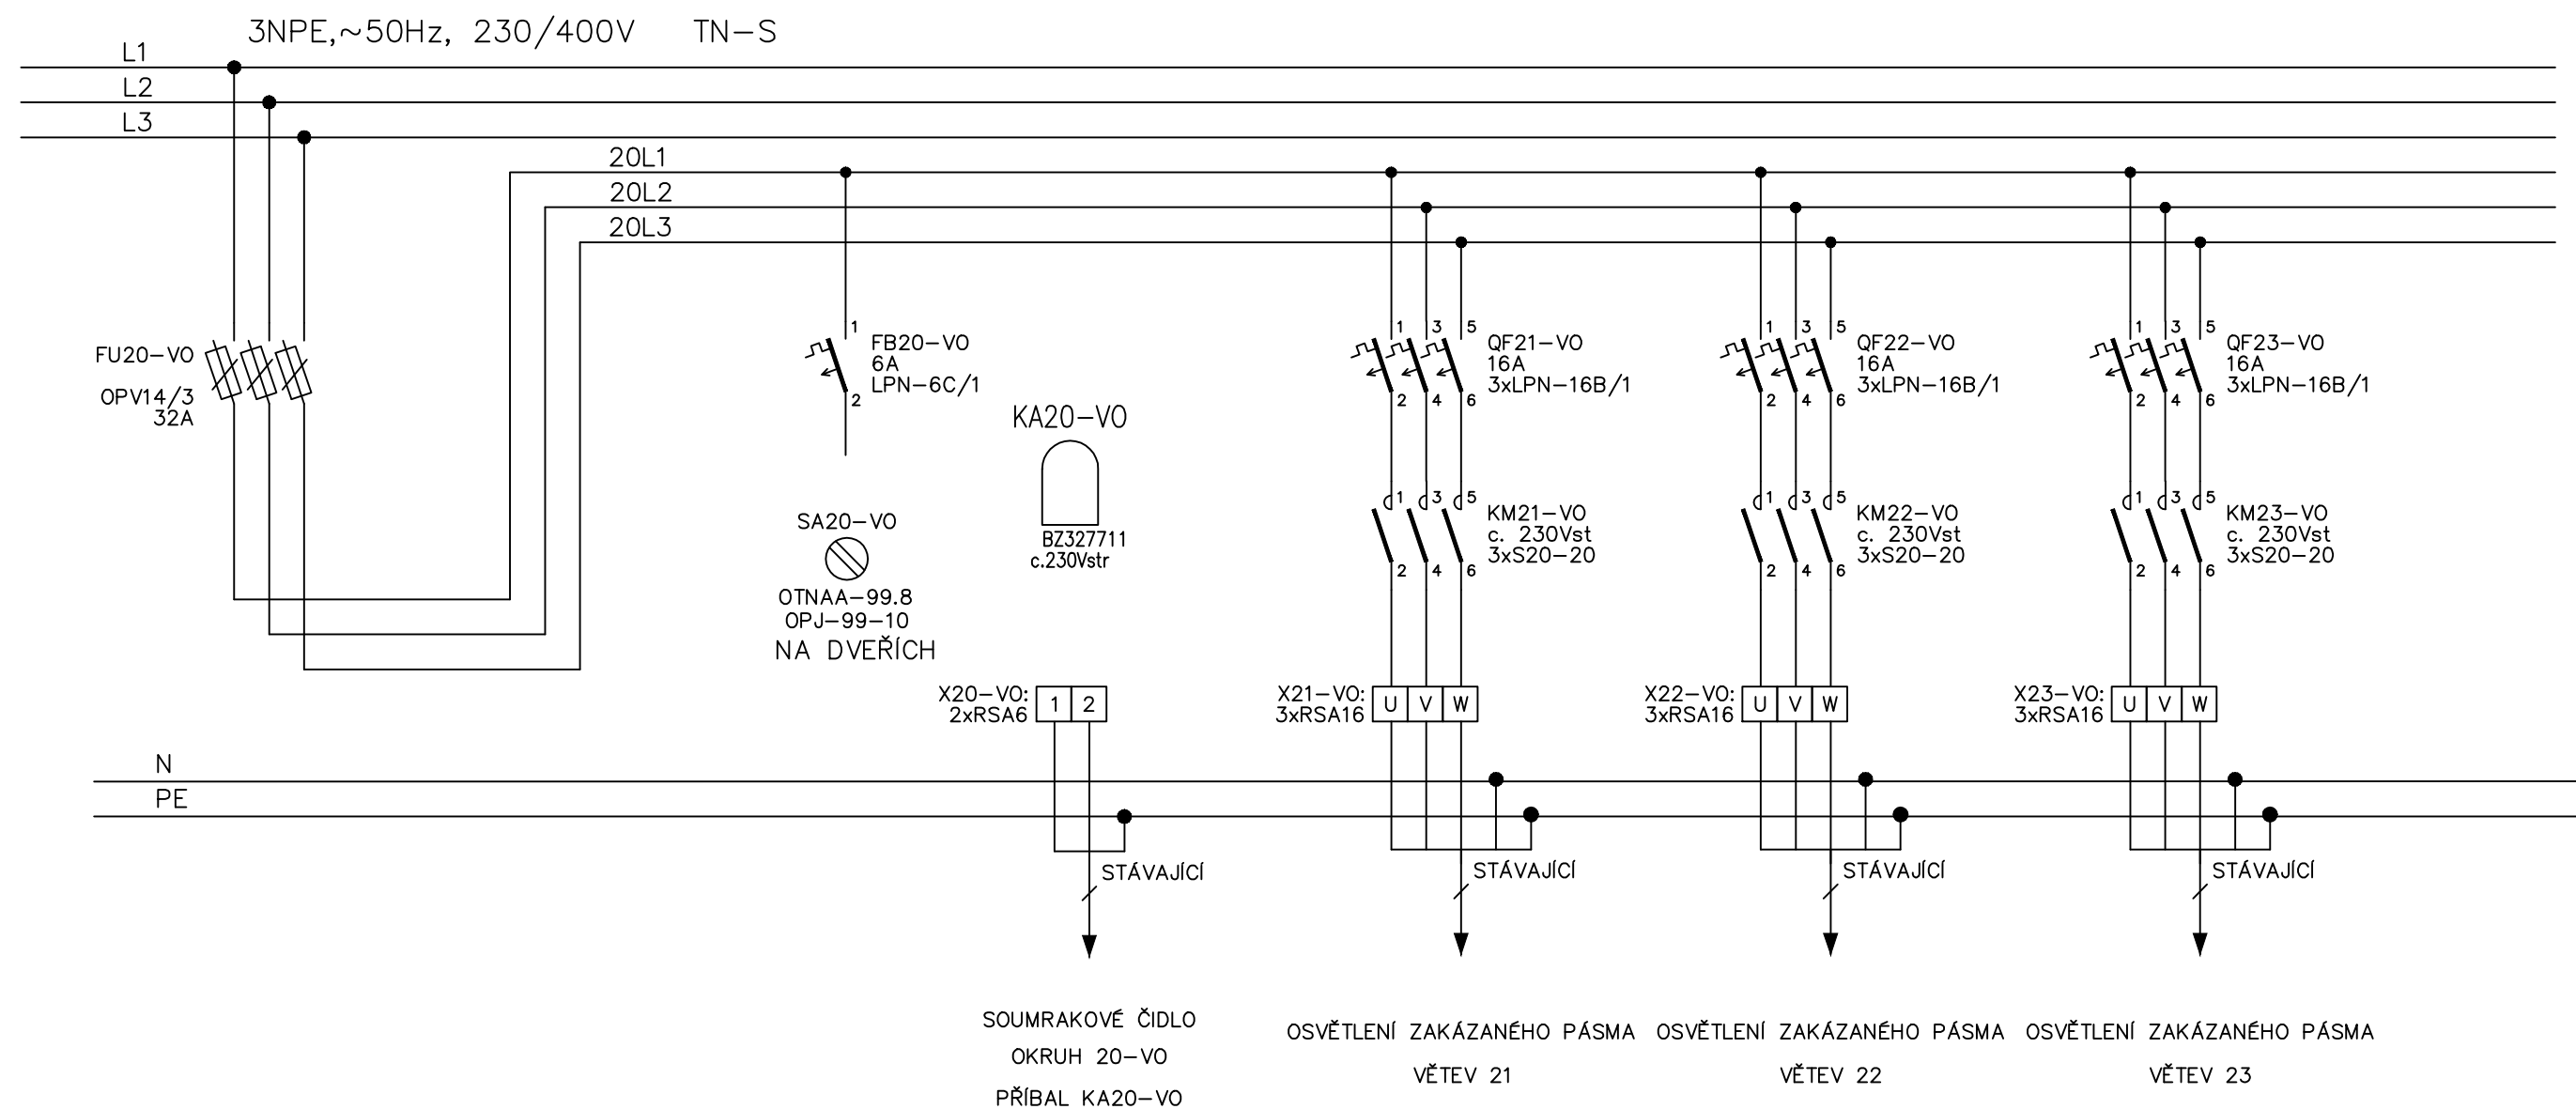 3NPE,~50Hz, 230/400V TN-S
L1
L2
L3
20L1
20L2
20L3
FU20-VO
OPV14/3
32A
1
FB20-VO
6A
LPN-6C/1
2
KA20-VO
BZ327711
c.230Vstr
SA20-VO
OTNAA-99.8
OPJ-99-10
NA DVEŘÍCH
1 3 5
QF21-VO
16A
3xLPN-16B/1
2 4 6
1 3 5
QF22-VO
16A
3xLPN-16B/1
2 4 6
1 3 5
QF23-VO
16A
3xLPN-16B/1
2 4 6
1 3 5
KM21-VO
c. 230Vst
3xS20-20
2 4 6
1 3 5
KM22-VO
c. 230Vst
3xS20-20
2 4 6
1 3 5
KM23-VO
c. 230Vst
3xS20-20
2 4 6
X20-VO:
2xRSA6
1 2
X21-VO:
3xRSA16
U V W
X22-VO:
3xRSA16
U V W
X23-VO:
3xRSA16
U V W
N
PE
STÁVAJÍCÍ
STÁVAJÍCÍ
STÁVAJÍCÍ
STÁVAJÍCÍ
SOUMRAKOVÉ ČIDLO
OKRUH 20-VO
PŘÍBAL KA20-VO
OSVĚTLENÍ ZAKÁZANÉHO PÁSMA
VĚTEV 21
OSVĚTLENÍ ZAKÁZANÉHO PÁSMA
VĚTEV 22
OSVĚTLENÍ ZAKÁZANÉHO PÁSMA
VĚTEV 23